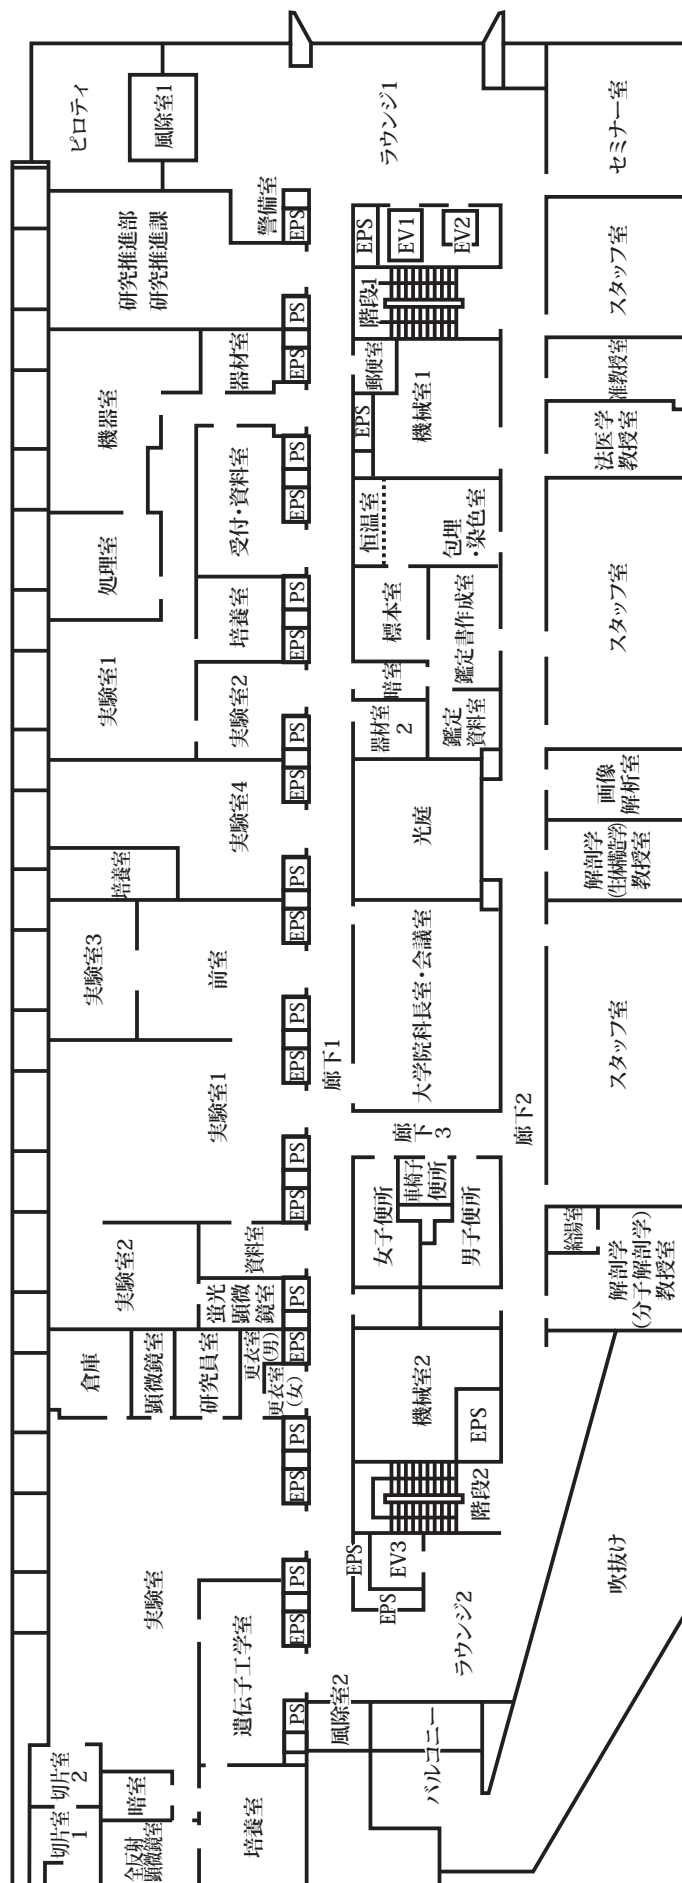 ピロティ
風除室1
ラウンジ1
セミナー室
研究推進部
研究推進課
警備室
EPS
EPS
EV1
EV2
スタッフ室
PS
EPS
階段1
器材室
郵便室
EPS
機械室1
准教授室
法医学
教授室
機器室
受付・資料室
PS
EPS
恒温室
包埋
・染色室
処理室
培養室
PS
EPS
標本室
鑑定書作成室
スタッフ室
実験室1
実験室2
暗室
器材室
2
鑑定
資料室
PS
EPS
実験室4
光庭
画像
解析室
培養室
PS
EPS
解剖学
(生体構造学)
教授室
実験室3
前室
大学院科長室・会議室
PS
EPS
廊下1
スタッフ室
実験室1
廊下
3
廊下2
PS
EPS
女子便所
車椅子
便所
男子便所
給湯室
解剖学
(分子解剖学)
教授室
実験室2
資料室
蛍光
顕微
鏡室
PS
EPS
倉庫
顕微鏡室
研究員室
更衣室
(男)
更衣室
(女)
機械室2
EPS
PS
EPS
階段2
実験室
PS
EPS
EPS
EV3
EPS
吹抜け
遺伝子工学室
ラウンジ2
PS
風除室2
バルコニー
切片室
2
切片室
1
暗室
全反射
顕微鏡室
培養室